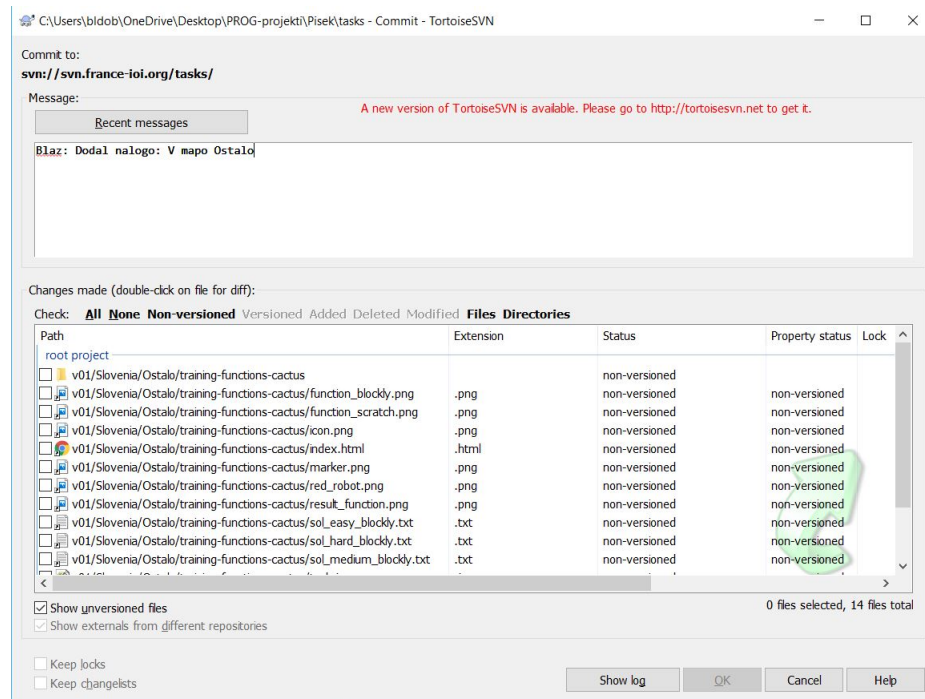 C:\Users\bldob\OneDrive\Desktop\PROG-projekti\Pisek\tasks - Commit - TortoiseSVN
Commit to:
svn://svn.france-ioi.org/tasks/
Message:
A new version of TortoiseSVN is available. Please go to http://tortoisesvn.net to get it.
Recent messages
Blaz: Dodal nalogo: V mapo Ostalo
Changes made (double-click on file for diff):
Check: All None Non-versioned Versioned Added Deleted Modified Files Directories
Path Extension Status Property status Lock
root project
v01/Slovenia/Ostalo/training-functions-cactus non-versioned
v01/Slovenia/Ostalo/training-functions-cactus/function_blockly.png .png non-versioned non-versioned
v01/Slovenia/Ostalo/training-functions-cactus/function_scratch.png .png non-versioned non-versioned
v01/Slovenia/Ostalo/training-functions-cactus/icon.png .png non-versioned non-versioned
v01/Slovenia/Ostalo/training-functions-cactus/index.html .html non-versioned non-versioned
v01/Slovenia/Ostalo/training-functions-cactus/marker.png .png non-versioned non-versioned
v01/Slovenia/Ostalo/training-functions-cactus/red_robot.png .png non-versioned non-versioned
v01/Slovenia/Ostalo/training-functions-cactus/result_function.png .png non-versioned non-versioned
v01/Slovenia/Ostalo/training-functions-cactus/sol_easy_blockly.txt .txt non-versioned non-versioned
v01/Slovenia/Ostalo/training-functions-cactus/sol_hard_blockly.txt .txt non-versioned non-versioned
v01/Slovenia/Ostalo/training-functions-cactus/sol_medium_blockly.txt .txt non-versioned non-versioned
Show unversioned files
0 files selected, 14 files total
Show externals from different repositories
Keep locks
Keep changelists
Show log OK Cancel Help